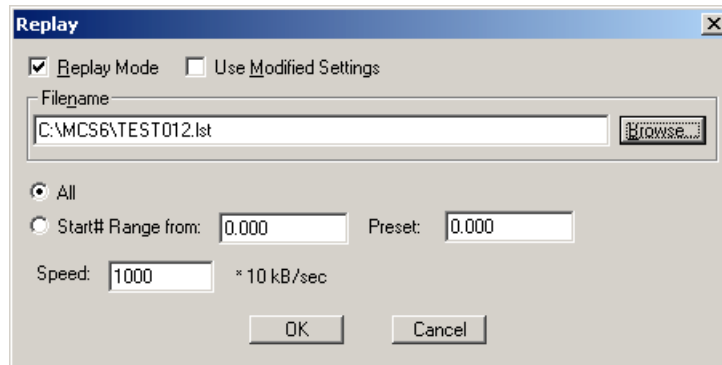 Replay
Replay Mode Use Modified Settings
Filename
C:\MCS6\TEST012.lst Browse...
All
Start# Range from: 0.000 Preset: 0.000
Speed: 1000 * 10 kB/sec
OK Cancel